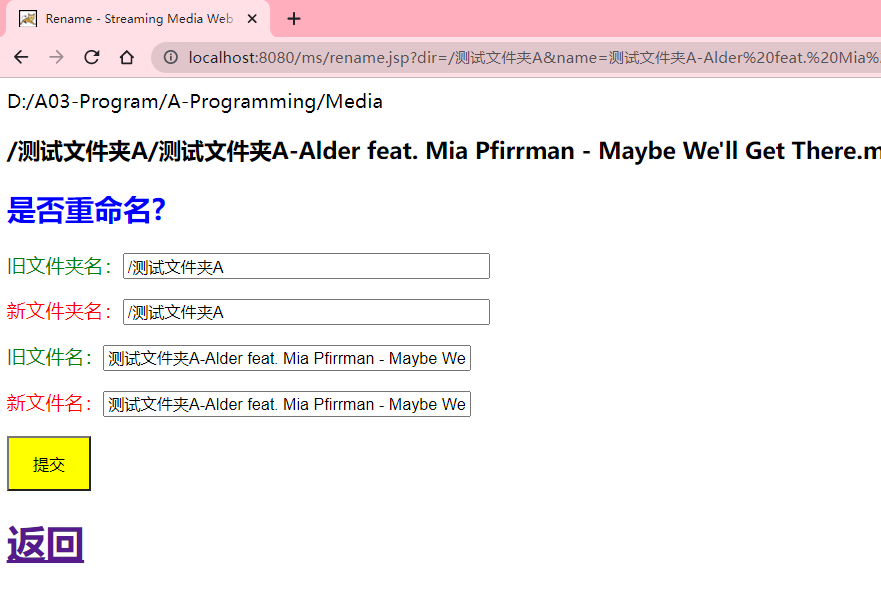 Rename - Streaming Media Web
localhost:8080/ms/rename.jsp?dir=/测试文件夹A&name=测试文件夹A-Alder%20feat.%20Mia%
D:/A03-Program/A-Programming/Media
/测试文件夹A/测试文件夹A-Alder feat. Mia Pfirrman - Maybe We'll Get There.m
是否重命名?
旧文件夹名: /测试文件夹A
新文件夹名: /测试文件夹A
旧文件名: 测试文件夹A-Alder feat. Mia Pfirrman - Maybe We
新文件名: 测试文件夹A-Alder feat. Mia Pfirrman - Maybe We
提交
返回